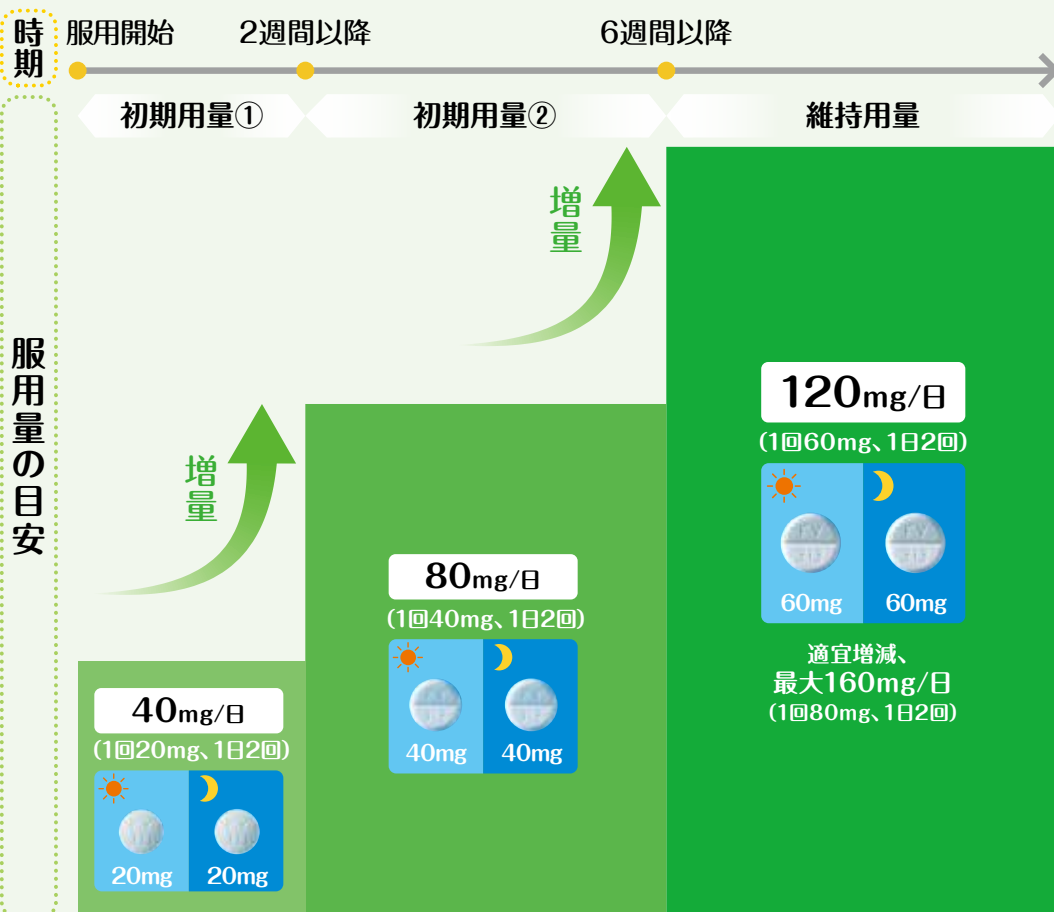 時期
服用開始
2週間以降
6週間以降
初期用量①
初期用量②
維持用量
服用量の目安
増量
増量
40mg/日
(1回20mg、1日2回)
20mg
20mg
80mg/日
(1回40mg、1日2回)
40mg
40mg
120mg/日
(1回60mg、1日2回)
60mg
60mg
適宜増減、
最大160mg/日
(1回80mg、1日2回)